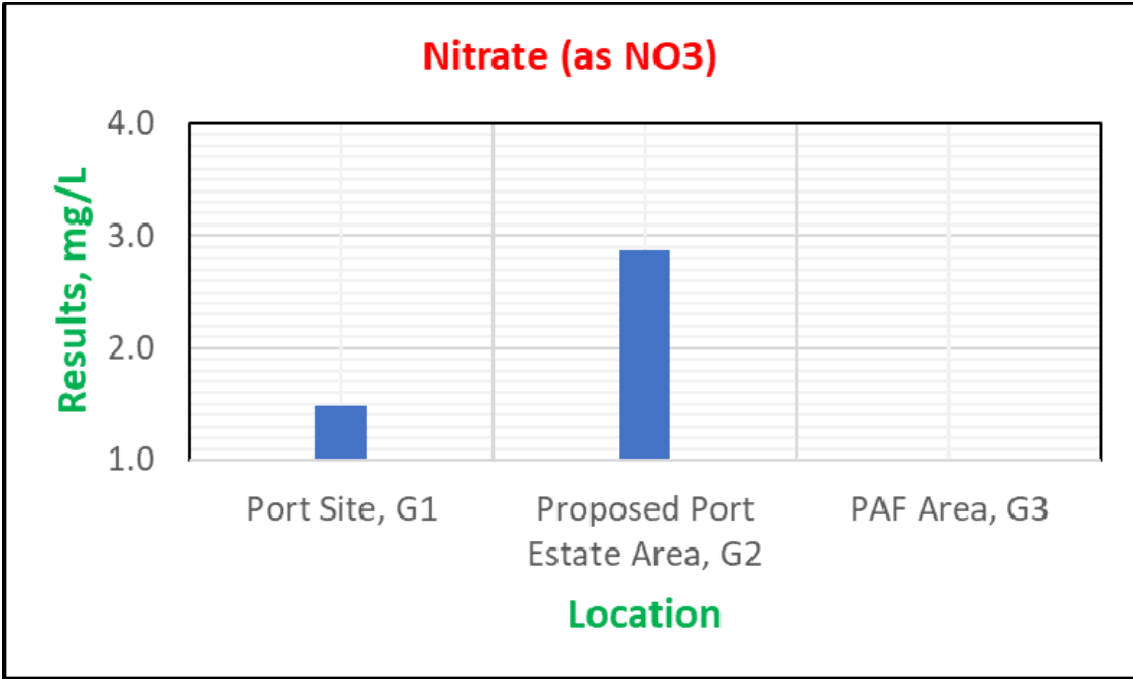 Nitrate (as NO3)
4.0
3.0
2.0
1.0
Results, mg/L
Port Site, G1
Proposed Port
Estate Area, G2
PAF Area, G3
Location